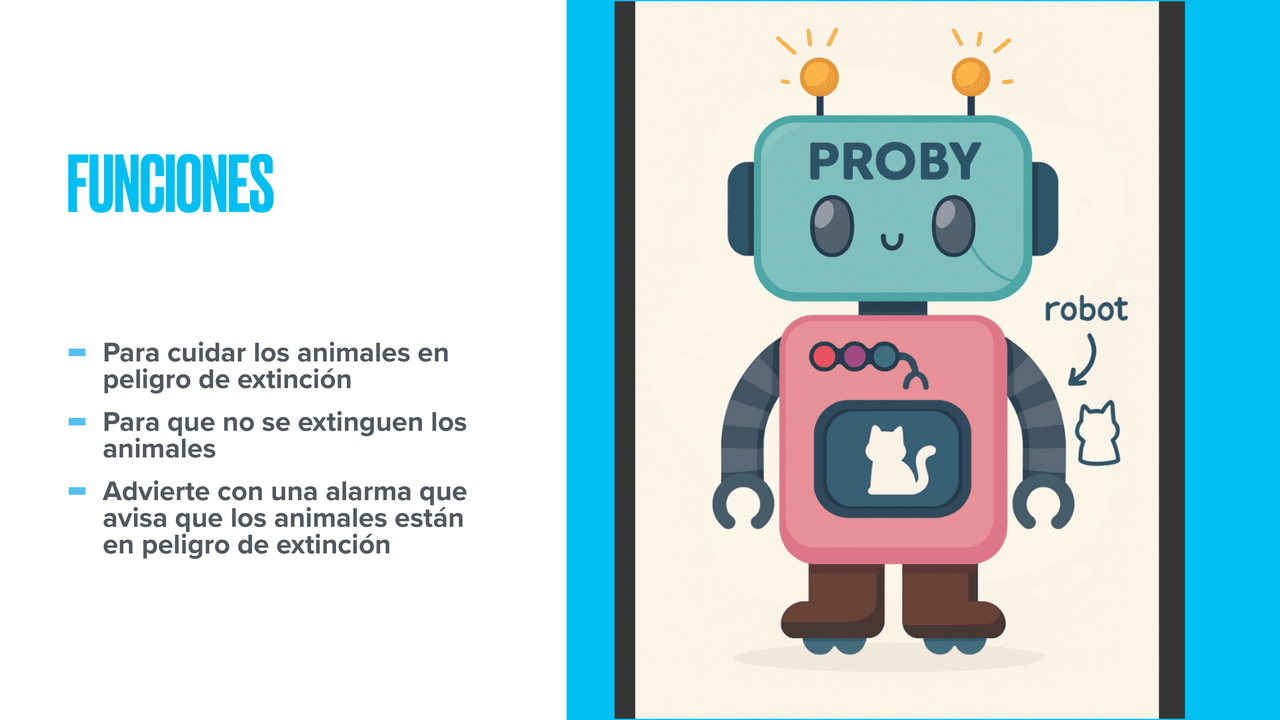 FUNCIONES
Para cuidar los animales en
peligro de extinción
Para que no se extinguen los
animales
Advierte con una alarma que
avisa que los animales están
en peligro de extinción
PROBY
robot